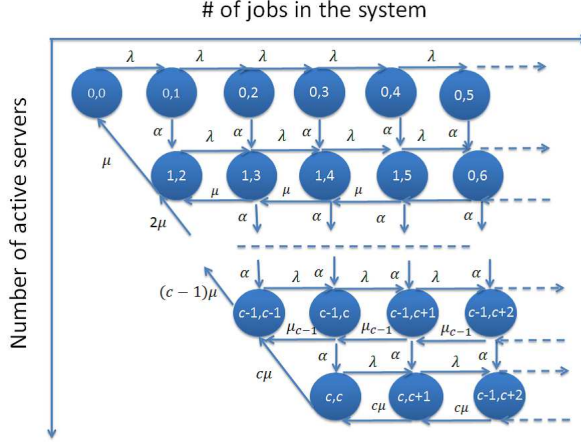 # of jobs in the system
Number of active servers
λ λ λ λ λ
0,0 0,1 0,2 0,3 0,4 0,5
α α α α α
λ λ λ λ
μ
1,2 1,3 1,4 1,5 0,6
μ μ μ
2μ α α α α α
(c − 1)μ α λ α λ α λ α
c-1,c-1 c-1,c c-1,c+1 c-1,c+2
μc−1 μc−1 μc−1
α λ α λ α
cμ
c,c c,c+1 c-1,c+2
cμ cμ